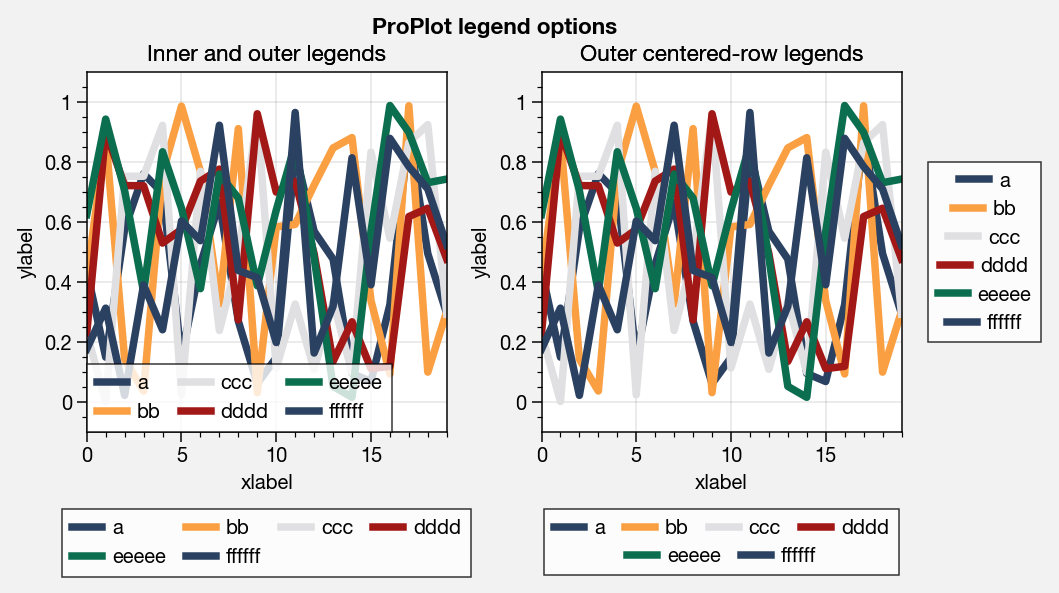 ProPlot legend options
Inner and outer legends
ylabel
1
0.8
0.6
0.4
0.2
0
a ccc eeeee
bb dddd ffffff
0 5 10 15
xlabel
a bb ccc dddd
eeeee ffffff
Outer centered-row legends
ylabel
1
0.8
0.6
0.4
0.2
0
0 5 10 15
xlabel
a bb ccc dddd
eeeee ffffff
a
bb
ccc
dddd
eeeee
ffffff